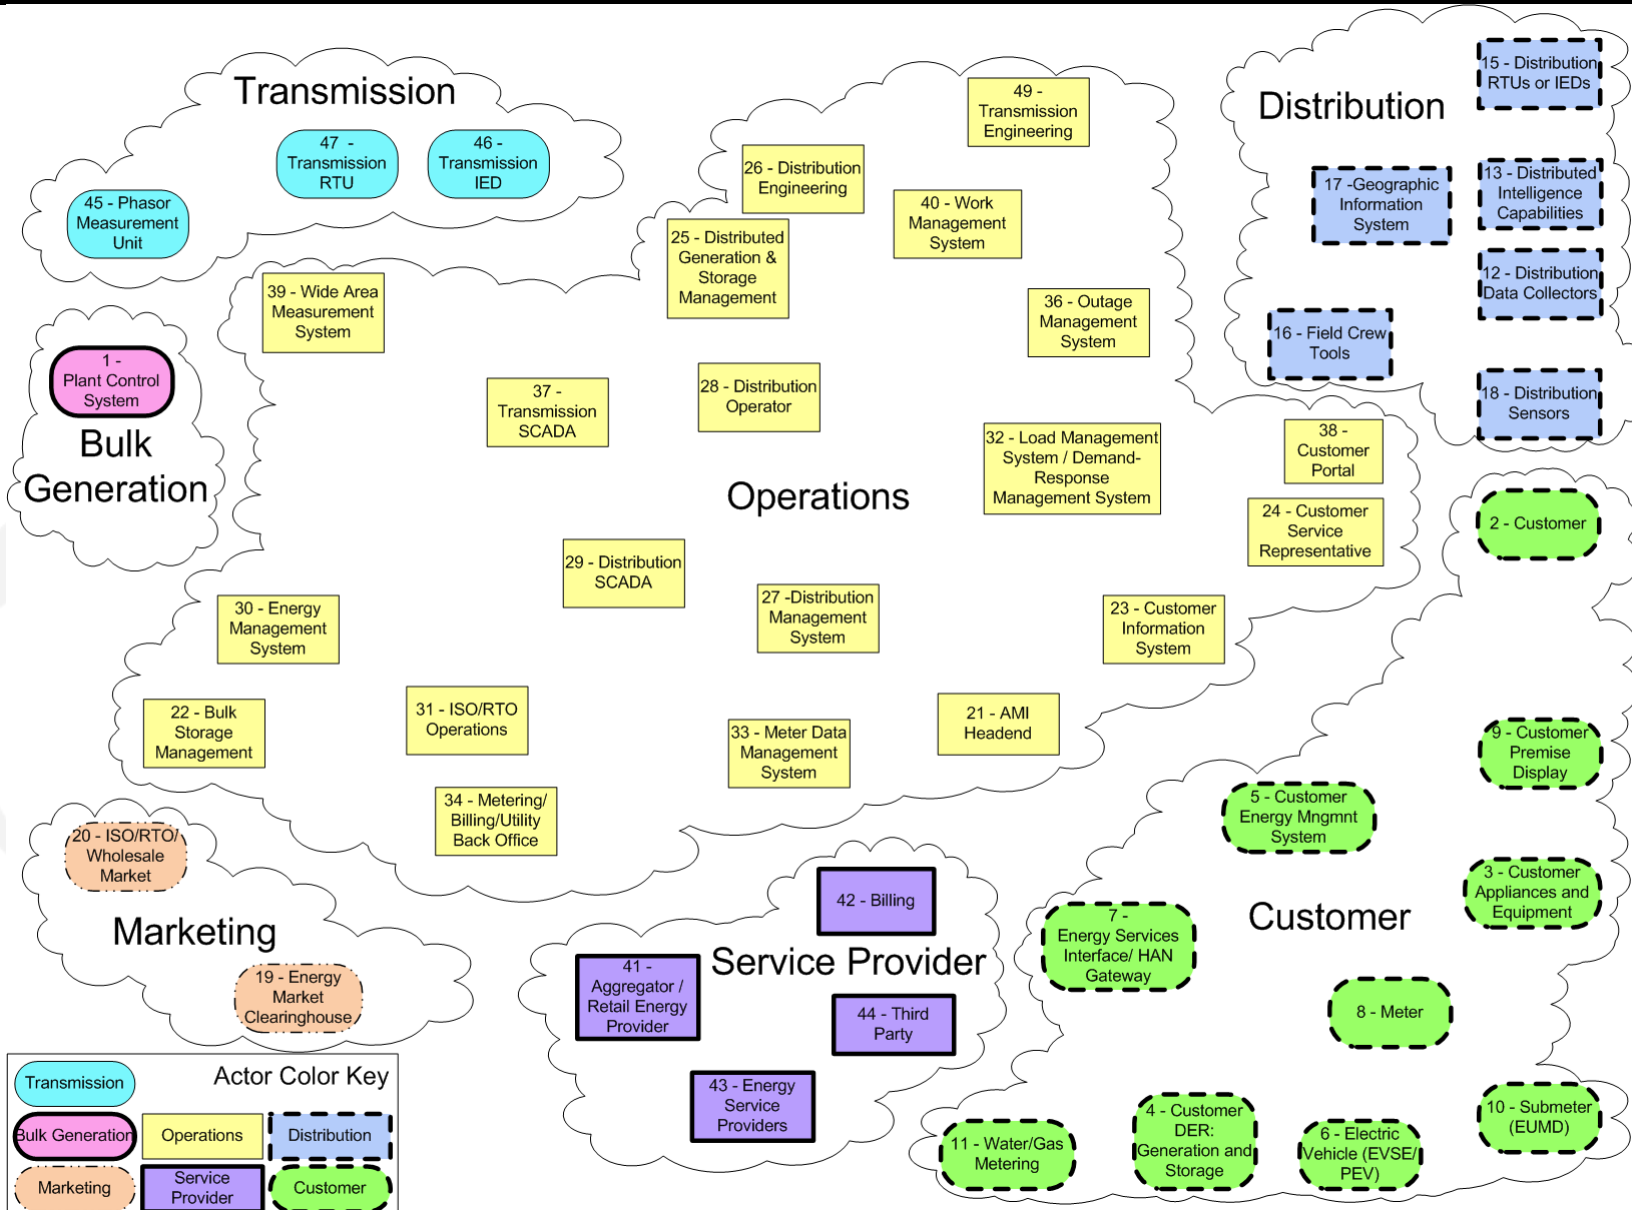 Transmission
47 -
Transmission
RTU
46 -
Transmission
IED
45 - Phasor
Measurement
Unit
49 -
Transmission
Engineering
26 - Distribution
Engineering
40 - Work
Management
System
25 - Distributed
Generation &
Storage
Management
39 - Wide Area
Measurement
System
36 - Outage
Management
System
37 -
Transmission
SCADA
28 - Distribution
Operator
32 - Load Management
System / Demand-
Response
Management System
38 -
Customer
Portal
24 - Customer
Service
Representative
Operations
29 - Distribution
SCADA
27 -Distribution
Management
System
23 - Customer
Information
System
30 - Energy
Management
System
22 - Bulk
Storage
Management
31 - ISO/RTO
Operations
33 - Meter Data
Management
System
21 - AMI
Headend
34 - Metering/
Billing/Utility
Back Office
Distribution
15 - Distribution
RTUs or IEDs
17 -Geographic
Information
System
13 - Distributed
Intelligence
Capabilities
12 - Distribution
Data Collectors
16 - Field Crew
Tools
18 - Distribution
Sensors
1 -
Plant Control
System
Bulk
Generation
20 - ISO/RTO/
Wholesale
Market
Marketing
19 - Energy
Market
Clearinghouse
42 - Billing
Service Provider
41 -
Aggregator /
Retail Energy
Provider
44 - Third
Party
43 - Energy
Service
Providers
2 - Customer
9 - Customer
Premise
Display
5 - Customer
Energy Mngmnt
System
3 - Customer
Appliances and
Equipment
Customer
7 -
Energy Services
Interface/ HAN
Gateway
8 - Meter
10 - Submeter
(EUMD)
4 - Customer
DER:
Generation and
Storage
6 - Electric
Vehicle (EVSE/
PEV)
11 - Water/Gas
Metering
Actor Color Key
Transmission
Bulk Generation
Operations
Distribution
Marketing
Service
Provider
Customer